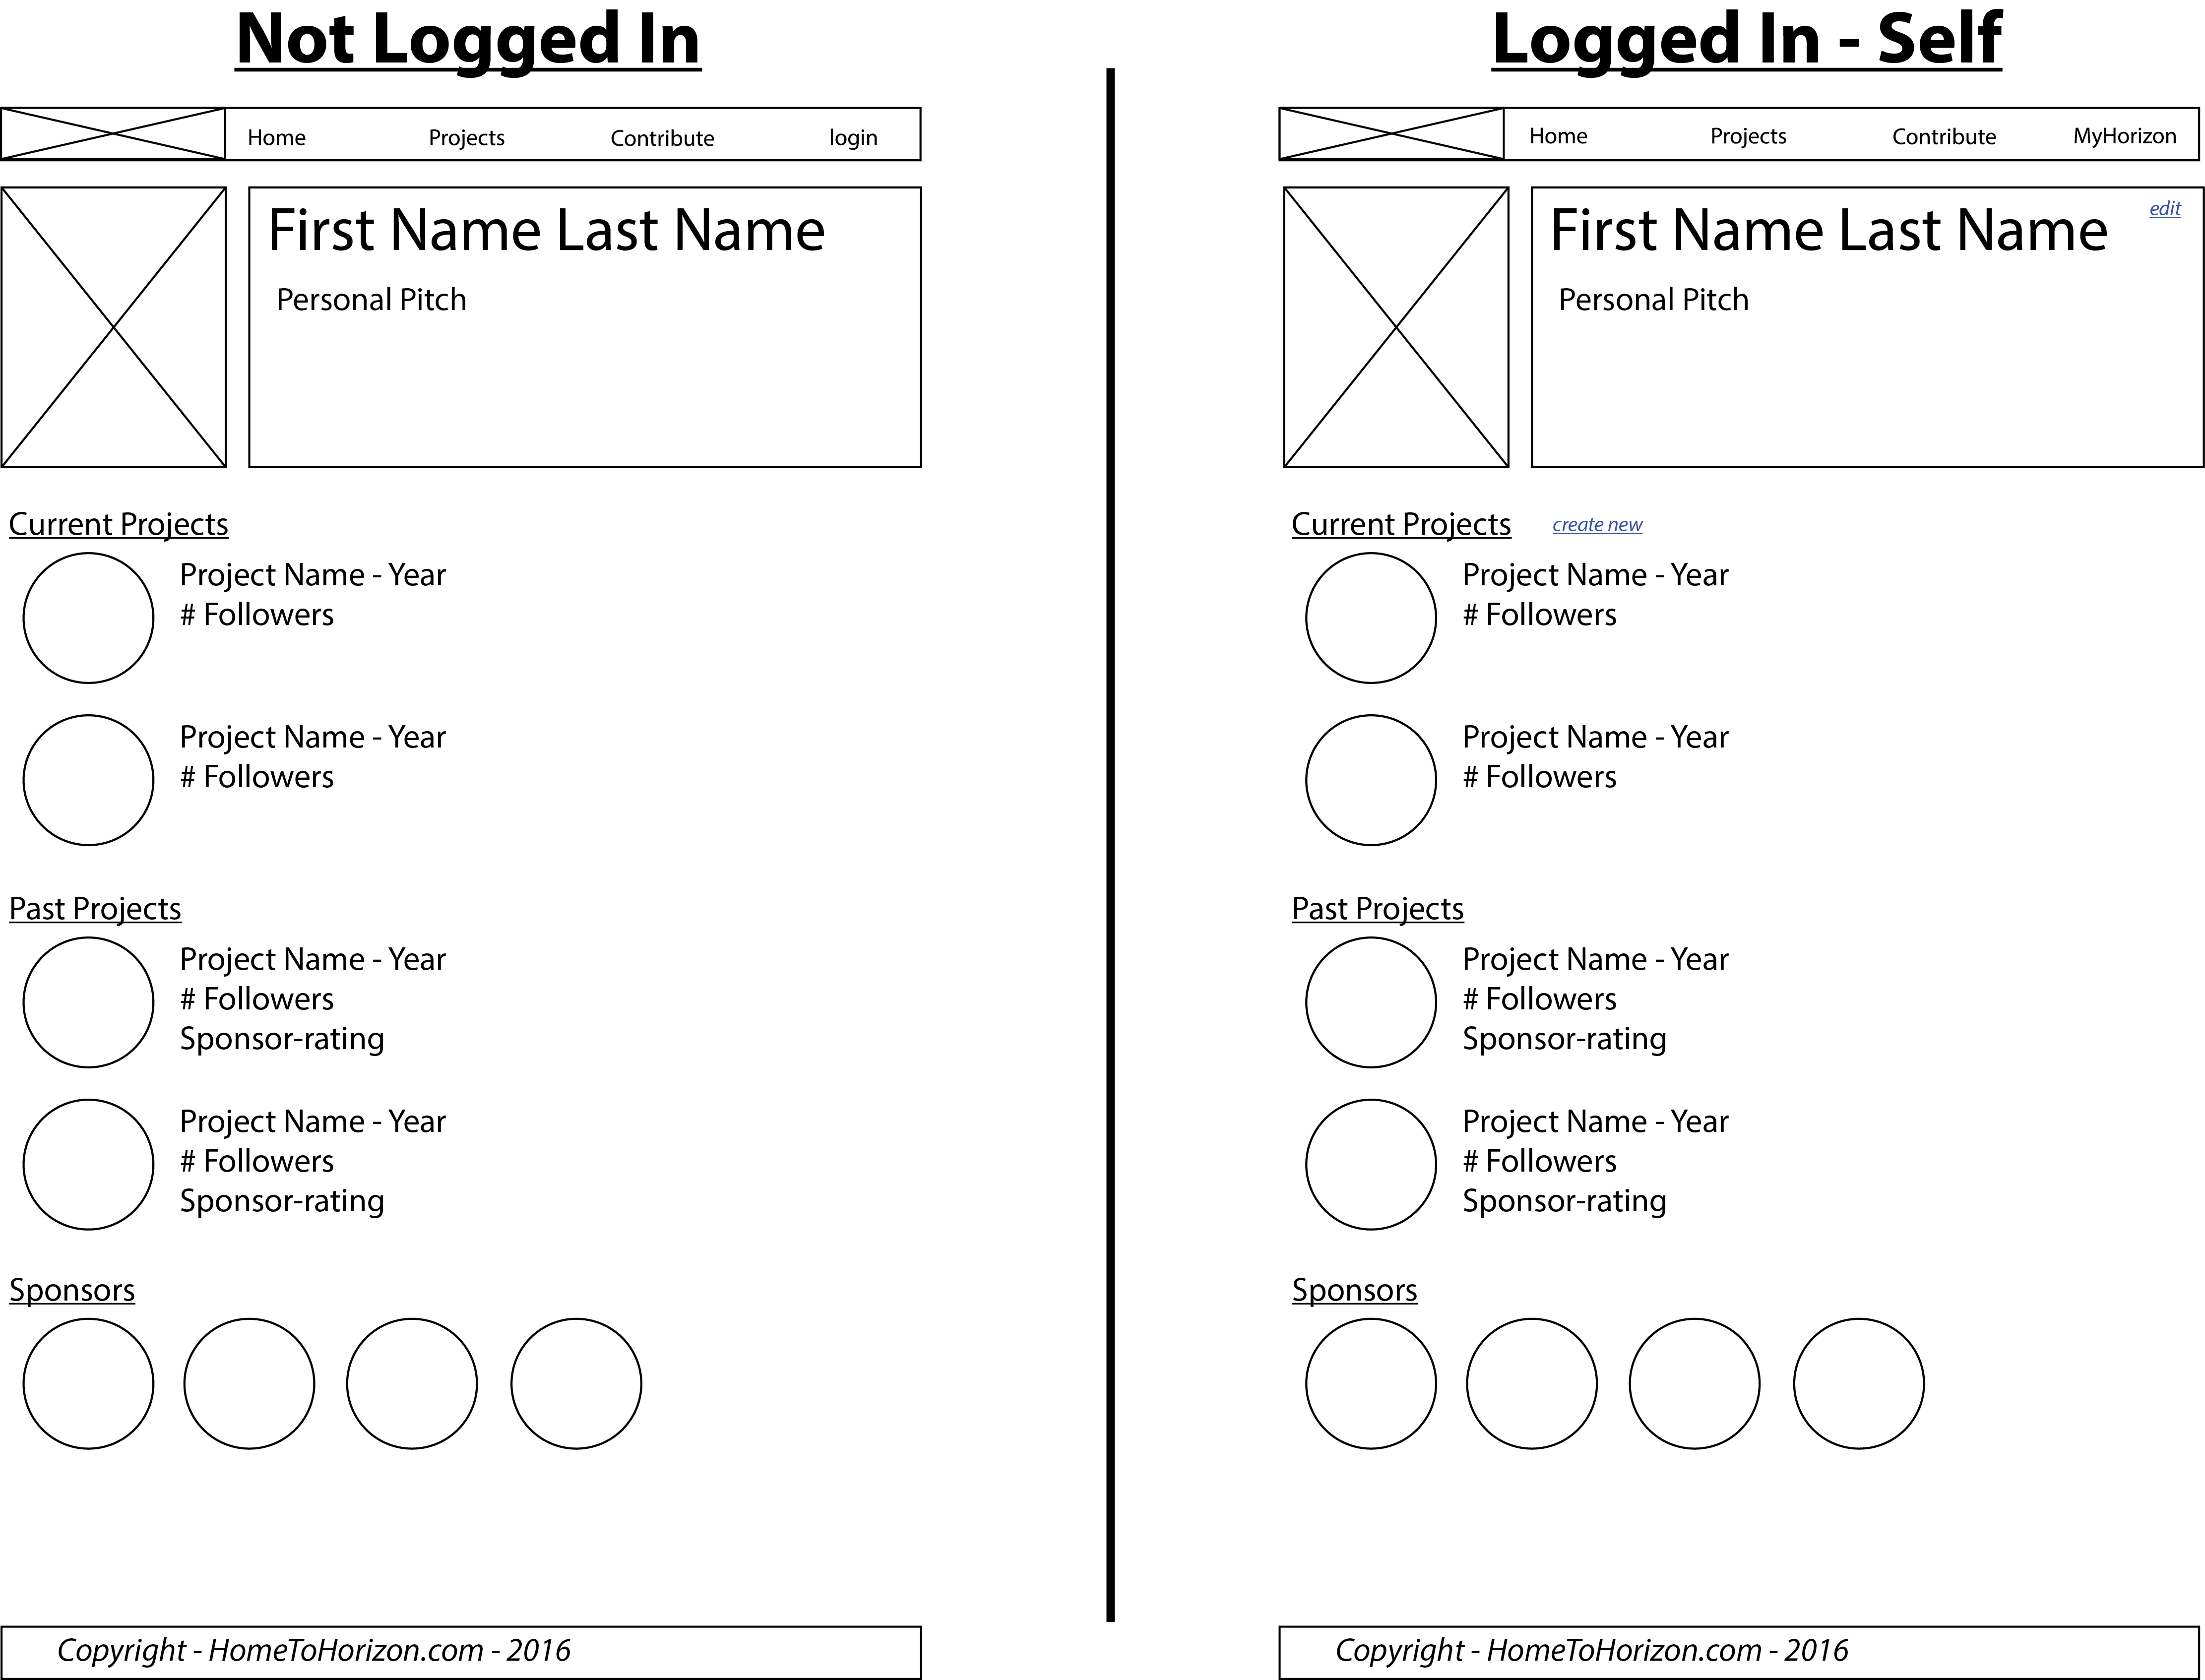 Not Logged In
Home Projects Contribute login
First Name Last Name
Personal Pitch
Current Projects
Project Name - Year
# Followers
Project Name - Year
# Followers
Past Projects
Project Name - Year
# Followers
Sponsor-rating
Project Name - Year
# Followers
Sponsor-rating
Sponsors
Copyright - HomeToHorizon.com - 2016
Logged In - Self
Home Projects Contribute MyHorizon
First Name Last Name edit
Personal Pitch
Current Projects create new
Project Name - Year
# Followers
Project Name - Year
# Followers
Past Projects
Project Name - Year
# Followers
Sponsor-rating
Project Name - Year
# Followers
Sponsor-rating
Sponsors
Copyright - HomeToHorizon.com - 2016